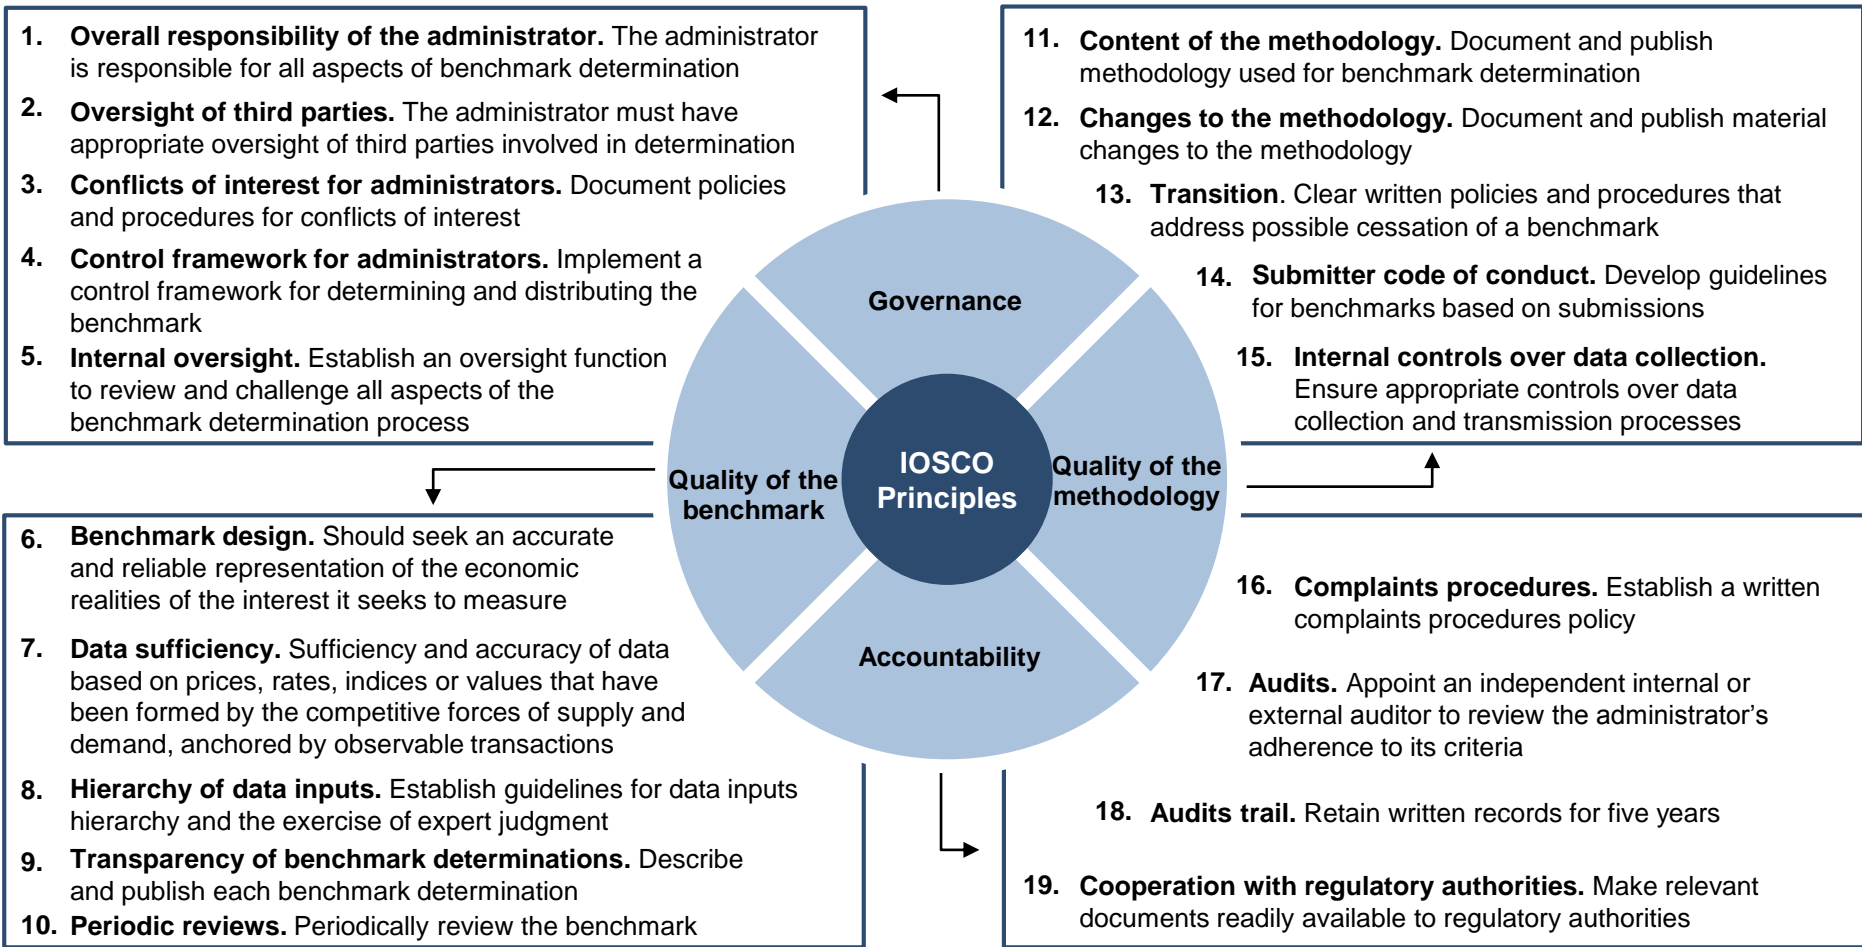 1. Overall responsibility of the administrator. The administrator
is responsible for all aspects of benchmark determination
2. Oversight of third parties. The administrator must have
appropriate oversight of third parties involved in determination
3. Conflicts of interest for administrators. Document policies
and procedures for conflicts of interest
4. Control framework for administrators. Implement a
control framework for determining and distributing the
benchmark
5. Internal oversight. Establish an oversight function
to review and challenge all aspects of the
benchmark determination process
11. Content of the methodology. Document and publish
methodology used for benchmark determination
12. Changes to the methodology. Document and publish material
changes to the methodology
13. Transition. Clear written policies and procedures that
address possible cessation of a benchmark
14. Submitter code of conduct. Develop guidelines
for benchmarks based on submissions
15. Internal controls over data collection.
Ensure appropriate controls over data
collection and transmission processes
Governance
Quality of the
benchmark
IOSCO
Principles
Quality of the
methodology
Accountability
6. Benchmark design. Should seek an accurate
and reliable representation of the economic
realities of the interest it seeks to measure
7. Data sufficiency. Sufficiency and accuracy of data
based on prices, rates, indices or values that have
been formed by the competitive forces of supply and
demand, anchored by observable transactions
8. Hierarchy of data inputs. Establish guidelines for data inputs
hierarchy and the exercise of expert judgment
9. Transparency of benchmark determinations. Describe
and publish each benchmark determination
10. Periodic reviews. Periodically review the benchmark
16. Complaints procedures. Establish a written
complaints procedures policy
17. Audits. Appoint an independent internal or
external auditor to review the administrator’s
adherence to its criteria
18. Audits trail. Retain written records for five years
19. Cooperation with regulatory authorities. Make relevant
documents readily available to regulatory authorities